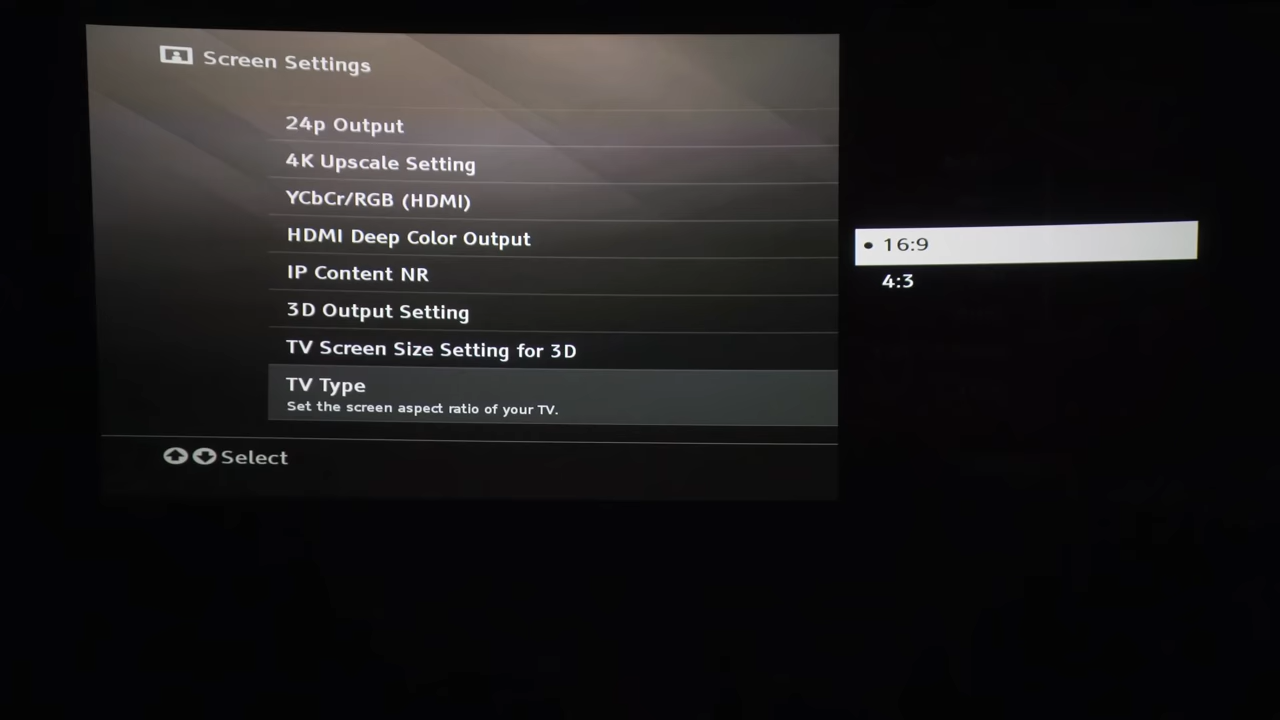 Screen Settings
24p Output
4K Upscale Setting
YCbCr/RGB (HDMI)
HDMI Deep Color Output
IP Content NR
3D Output Setting
TV Screen Size Setting for 3D
TV Type
Set the screen aspect ratio of your TV.
16:9
4:3
Select